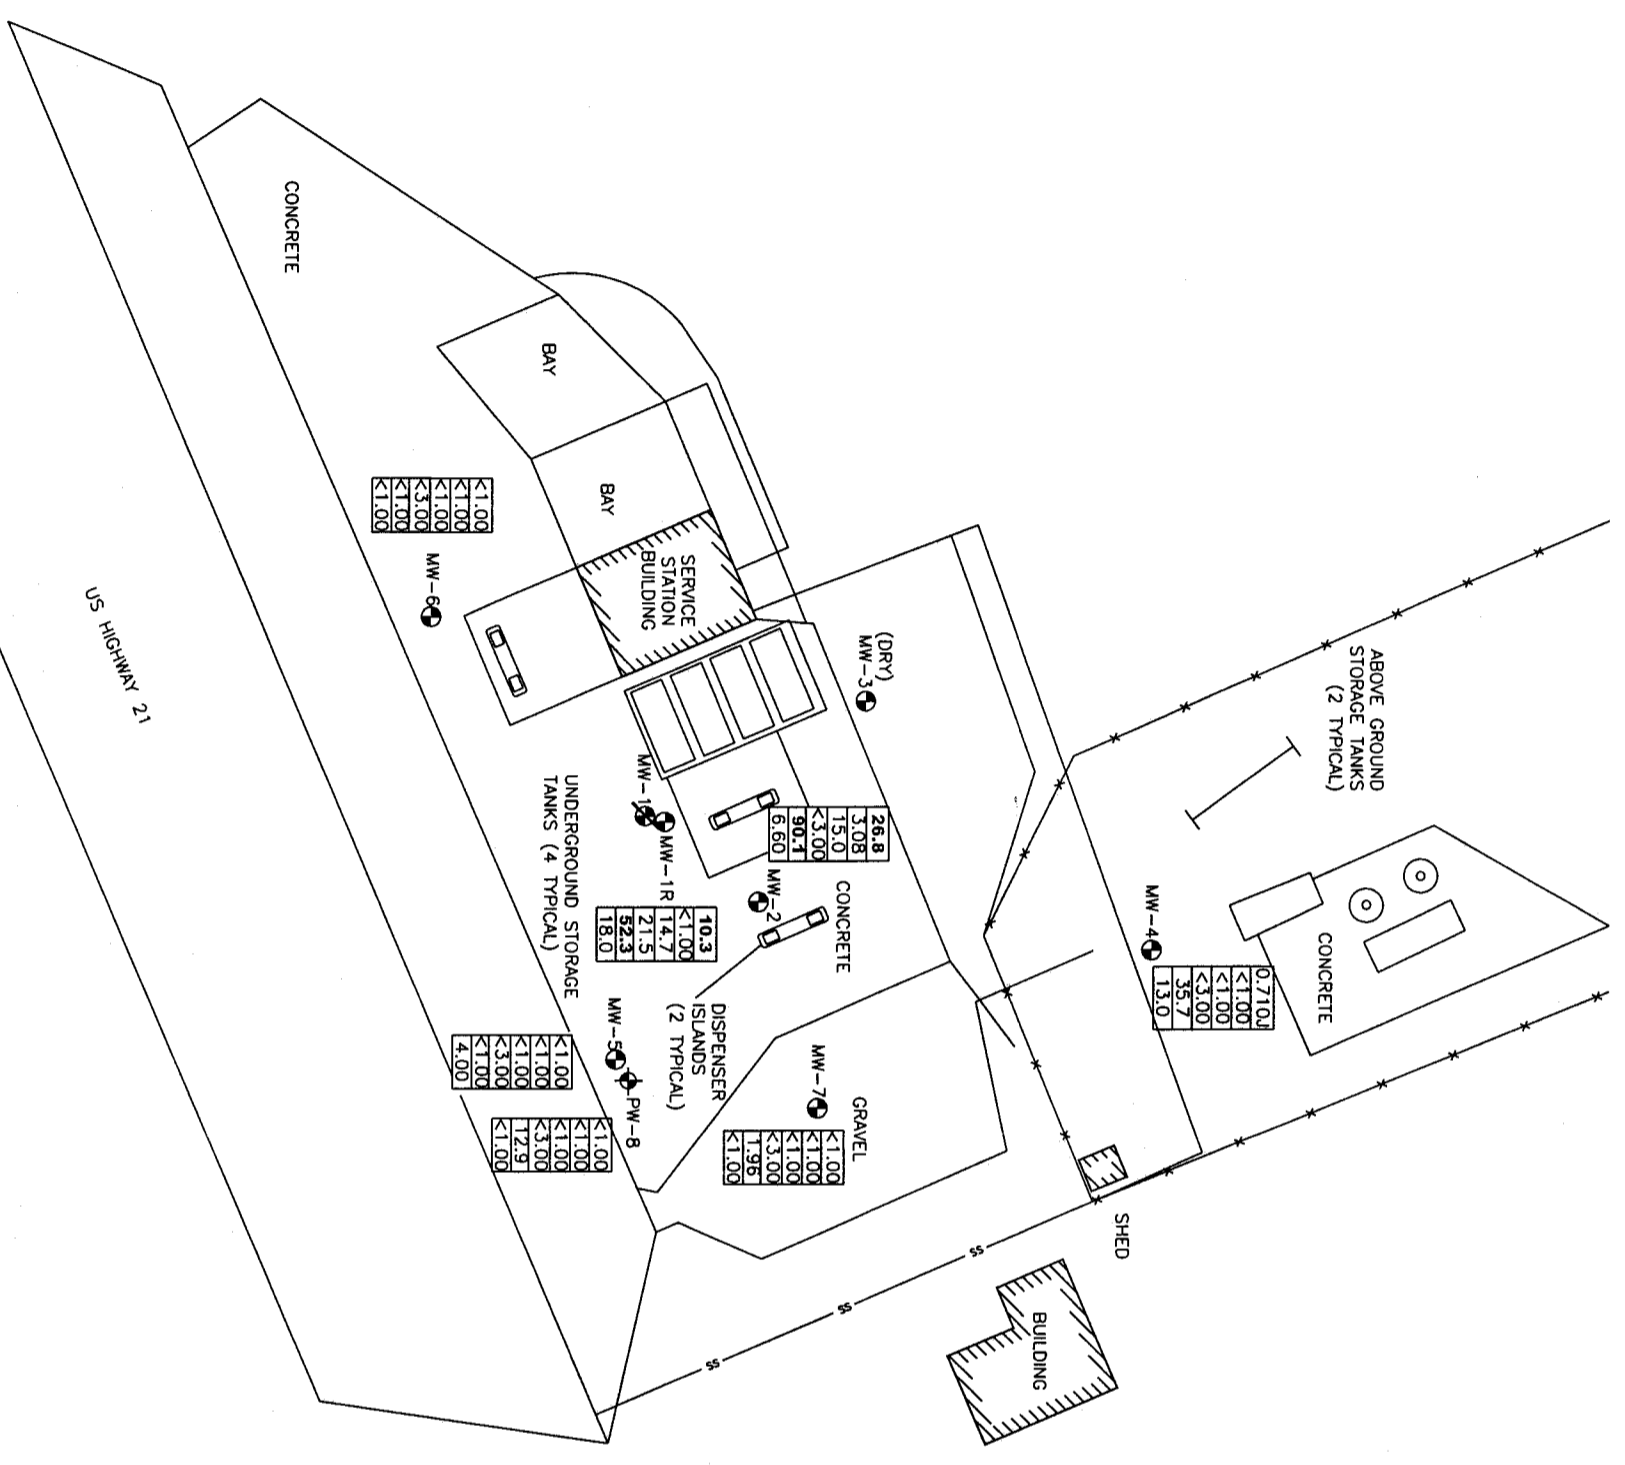 CONCRETE
BAY
BAY
SERVICE
STATION
BUILDING
US HIGHWAY 21
<1.00
<1.00
<1.00
<3.00
<1.00
<1.00
MW-6
(DRY)
MW-3
ABOVE GROUND
STORAGE TANKS
(2 TYPICAL)
MW-1
MW-1R
UNDERGROUND STORAGE
TANKS (4 TYPICAL)
26.8
3.08
15.0
<3.00
90.1
6.60
MW-2
CONCRETE
10.3
<1.00
14.7
21.5
52.3
18.0
MW-4
0.710J
<1.00
<1.00
<3.00
35.7
13.0
CONCRETE
DISPENSER
ISLANDS
(2 TYPICAL)
MW-5
PW-8
<1.00
<1.00
<1.00
<3.00
<1.00
4.00
<1.00
<1.00
<1.00
<3.00
12.9
<1.00
GRAVEL
MW-7
<1.00
<1.00
<1.00
<3.00
1.96
<1.00
SHED
SS
SS
SS
BUILDING